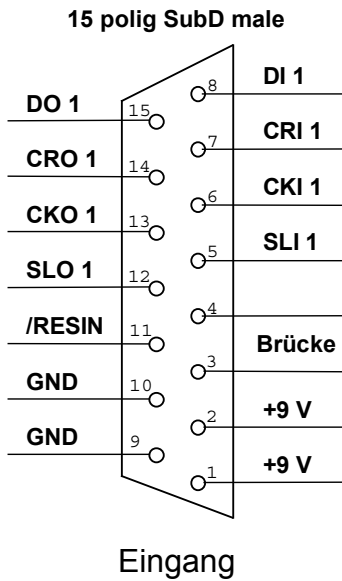 15 polig SubD male
8 DI 1
DO 1 15
7 CRI 1
CRO 1 14
6 CKI 1
CKO 1 13
5 SLI 1
SLO 1 12
4
/RESIN 11
Brücke
3
GND 10
2 +9 V
GND 9
1 +9 V
Eingang